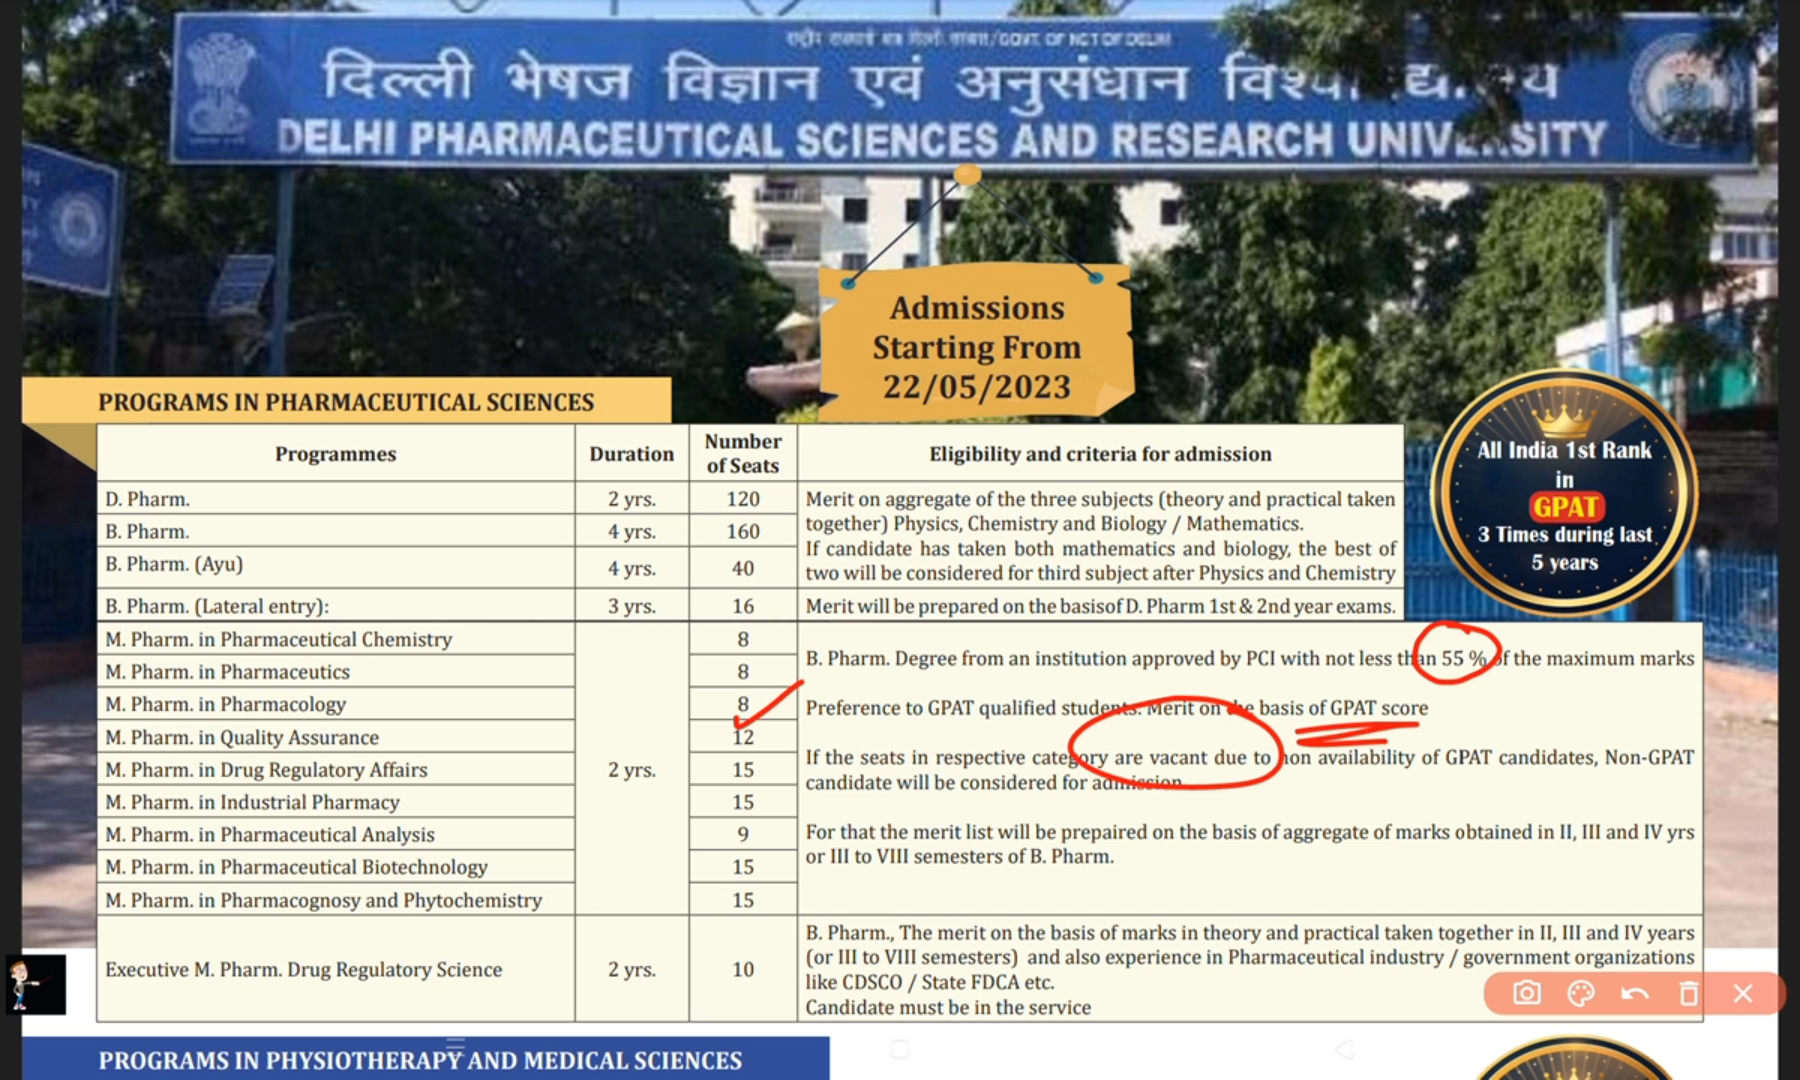 दिल्ली भेषज विज्ञान एवं अनुसंधान
DELHI PHARMACEUTICAL SCIENCES AND RESEARCH
Admissions
Starting From
22/05/2023
PROGRAMS IN PHARMACEUTICAL SCIENCES
All India 1st Rank
in
GPAT
3 Times during last
5 years
Programmes Duration Number of Seats Eligibility and criteria for admission
D. Pharm. 2 yrs. 120
B. Pharm. 4 yrs. 160
B. Pharm. (Ayu) 4 yrs. 40
Merit on aggregate of the three subjects (theory and practical taken
together) Physics, Chemistry and Biology / Mathematics.
If candidate has taken both mathematics and biology, the best of
two will be considered for third subject after Physics and Chemistry
B. Pharm. (Lateral entry): 3 yrs. 16 Merit will be prepared on the basisof D. Pharm 1st & 2nd year exams.
M. Pharm. in Pharmaceutical Chemistry 8
M. Pharm. in Pharmaceutics 8
M. Pharm. in Pharmacology 8
M. Pharm. in Quality Assurance 12
M. Pharm. in Drug Regulatory Affairs 2 yrs. 15
M. Pharm. in Industrial Pharmacy 15
M. Pharm. in Pharmaceutical Analysis 9
M. Pharm. in Pharmaceutical Biotechnology 15
M. Pharm. in Pharmacognosy and Phytochemistry 15
B. Pharm. Degree from an institution approved by PCI with not less than 55 % of the maximum marks
Preference to GPAT qualified students. Merit on the basis of GPAT score
If the seats in respective category are vacant due to non availability of GPAT candidates, Non-GPAT
candidate will be considered for admission.
For that the merit list will be prepaired on the basis of aggregate of marks obtained in II, III and IV yrs
or III to VIII semesters of B. Pharm.
Executive M. Pharm. Drug Regulatory Science 2 yrs. 10
B. Pharm., The merit on the basis of marks in theory and practical taken together in II, III and IV years
(or III to VIII semesters) and also experience in Pharmaceutical industry / government organizations
like CDSCO / State FDCA etc.
Candidate must be in the service
PROGRAMS IN PHYSIOTHERAPY AND MEDICAL SCIENCES